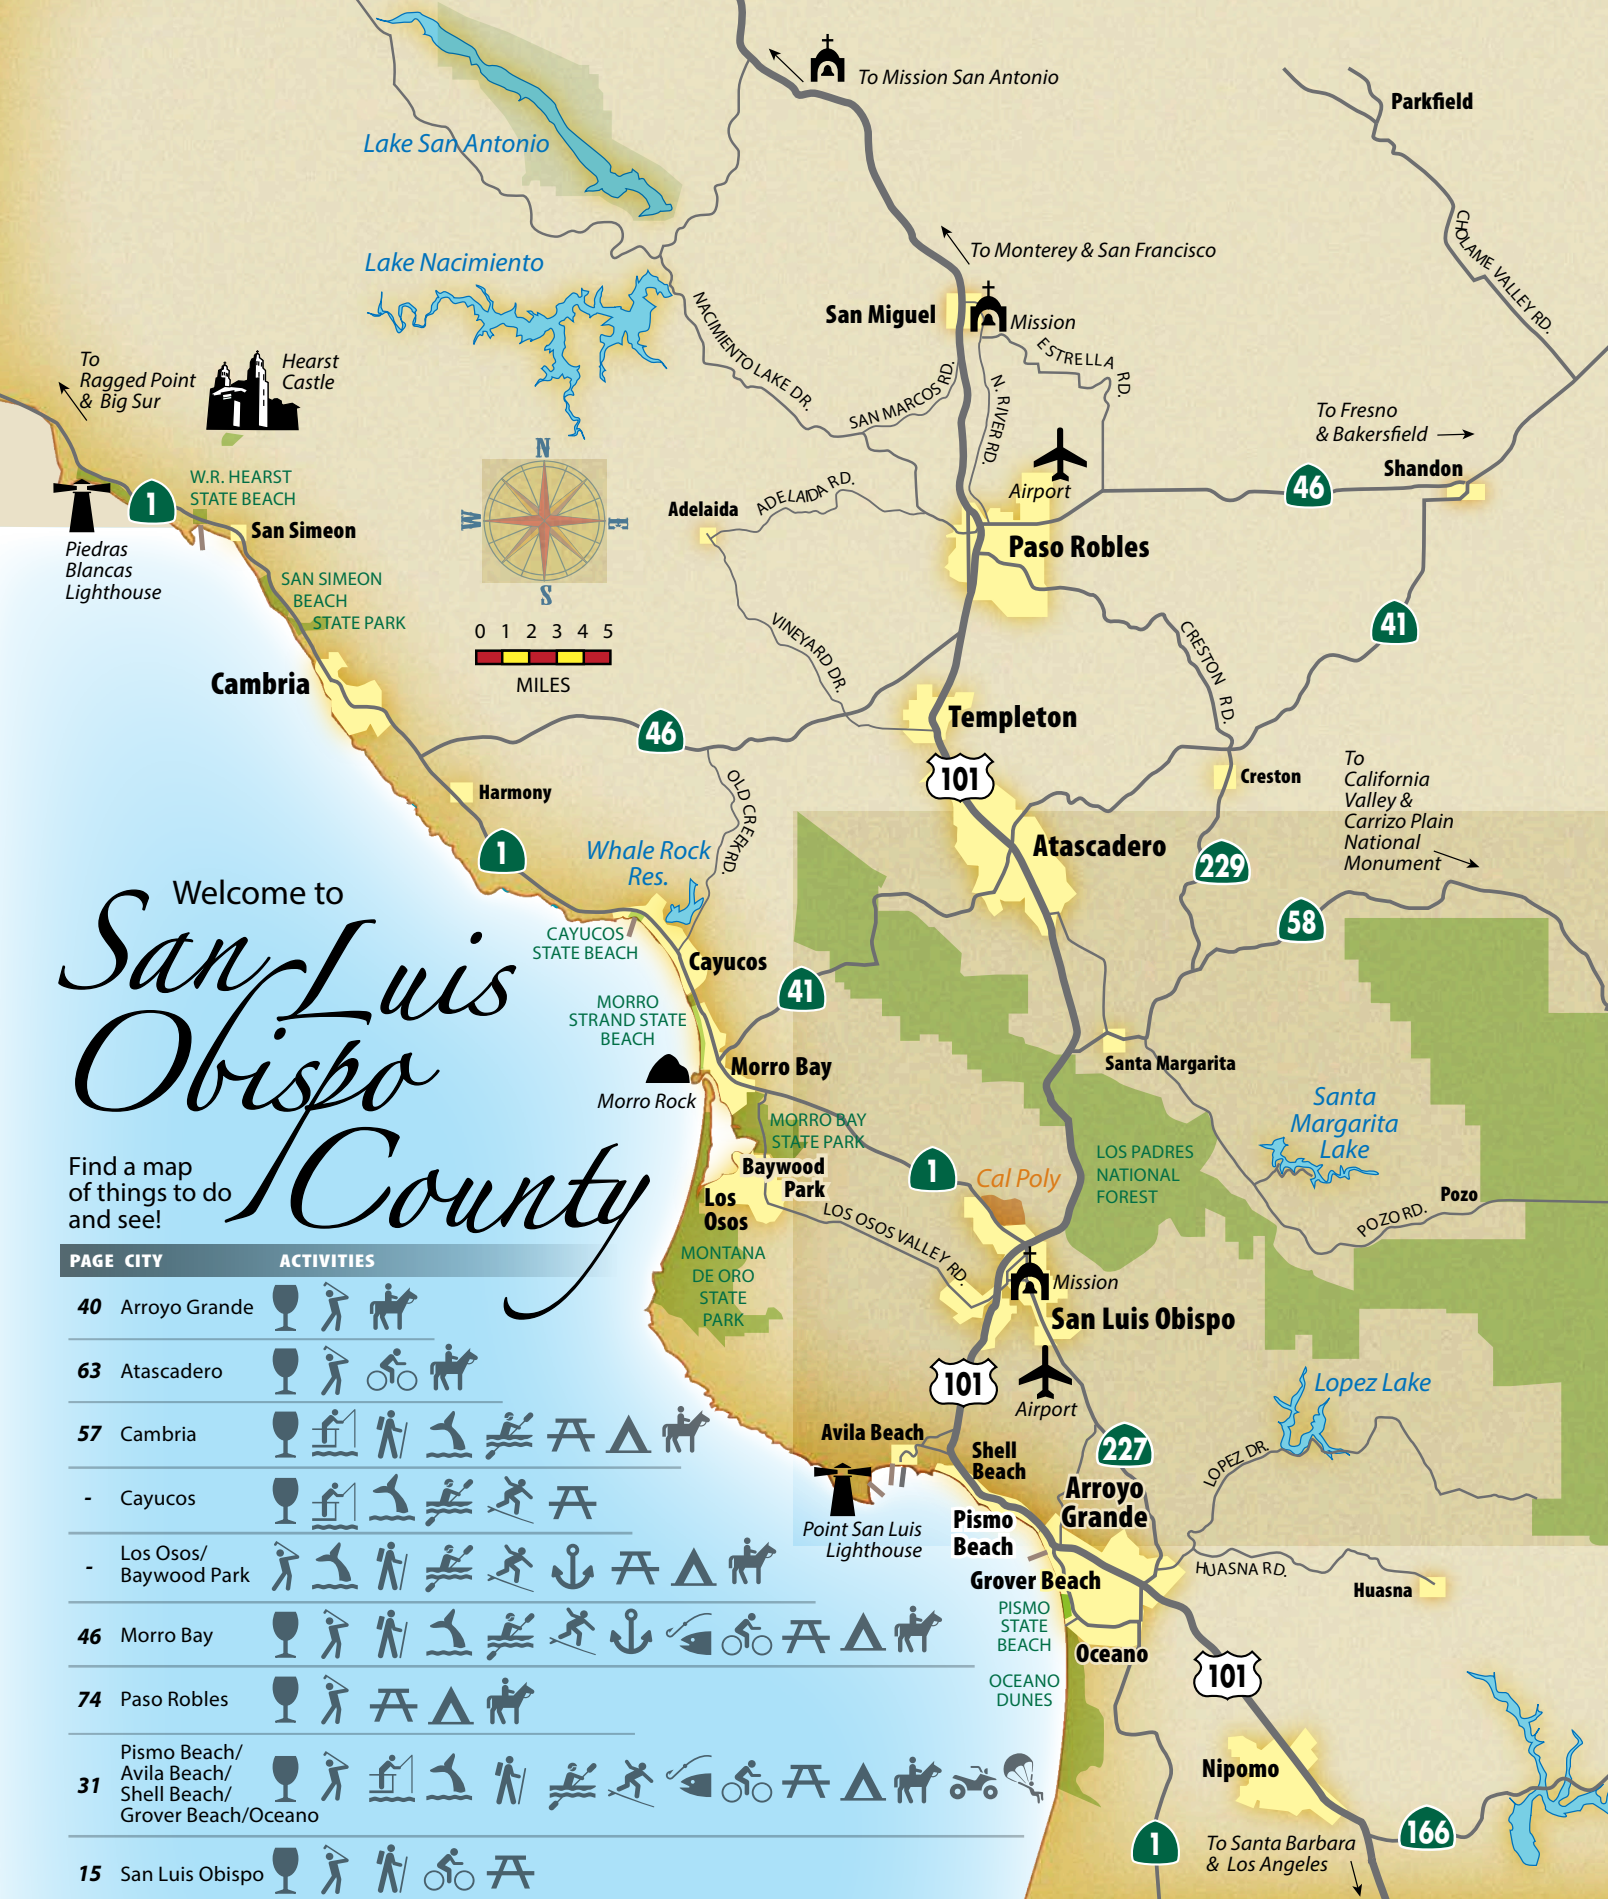 To Mission San Antonio
Parkfield
Lake San Antonio
CHOLAME VALLEY RD.
To Monterey & San Francisco
Lake Nacimiento
San Miguel
Mission
NACIMIENTO LAKE DR.
ESTRELLA RD.
SAN MARCOS RD.
N. RIVER RD.
To
Ragged Point
& Big Sur
Hearst
Castle
To Fresno
& Bakersfield
Shandon
46
Airport
N
W
E
S
W.R. HEARST
STATE BEACH
1
San Simeon
Piedras
Blancas
Lighthouse
Adelaida
ADELAIDA RD.
Paso Robles
SAN SIMEON
BEACH
STATE PARK
0 1 2 3 4 5
MILES
VINEYARD DR.
CRESTON RD.
41
Cambria
46
Templeton
101
Creston
To
California
Valley &
Carrizo Plain
National
Monument
Harmony
OLD CREEK RD.
1
Whale Rock
Res.
Atascadero
229
58
CAYUCOS
STATE BEACH
Cayucos
41
MORRO
STRAND STATE
BEACH
Morro Bay
Morro Rock
Santa Margarita
Santa
Margarita
Lake
MORRO BAY
STATE PARK
Baywood
Park
Los
Osos
1
Cal Poly
LOS PADRES
NATIONAL
FOREST
Pozo
POZO RD.
LOS OSOS VALLEY RD.
MONTANA
DE ORO
STATE
PARK
Mission
San Luis Obispo
101
Airport
Lopez Lake
Avila Beach
Shell
Beach
227
LOPEZ DR.
Arroyo
Grande
Point San Luis
Lighthouse
Pismo
Beach
Grover Beach
HUASNA RD.
Huasna
PISMO
STATE
BEACH
Oceano
OCEANO
DUNES
101
Nipomo
1
166
To Santa Barbara
& Los Angeles
Welcome to
San Luis
Obispo
County
Find a map
of things to do
and see!
PAGE CITY ACTIVITIES
40 Arroyo Grande
63 Atascadero
57 Cambria
- Cayucos
- Los Osos/
Baywood Park
46 Morro Bay
74 Paso Robles
31 Pismo Beach/
Avila Beach/
Shell Beach/
Grover Beach/Oceano
15 San Luis Obispo